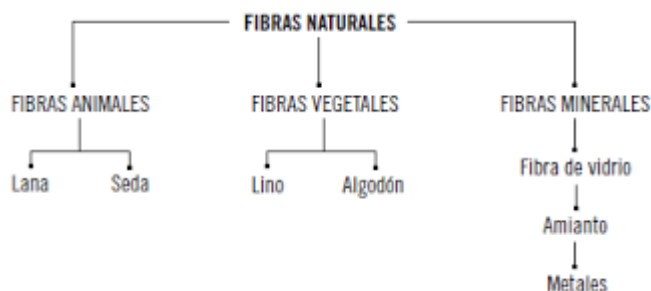 FIBRAS NATURALES
FIBRAS ANIMALES
FIBRAS VEGETALES
FIBRAS MINERALES
Lana
Seda
Lino
Algodón
Fibra de vidrio
Amianto
Metales